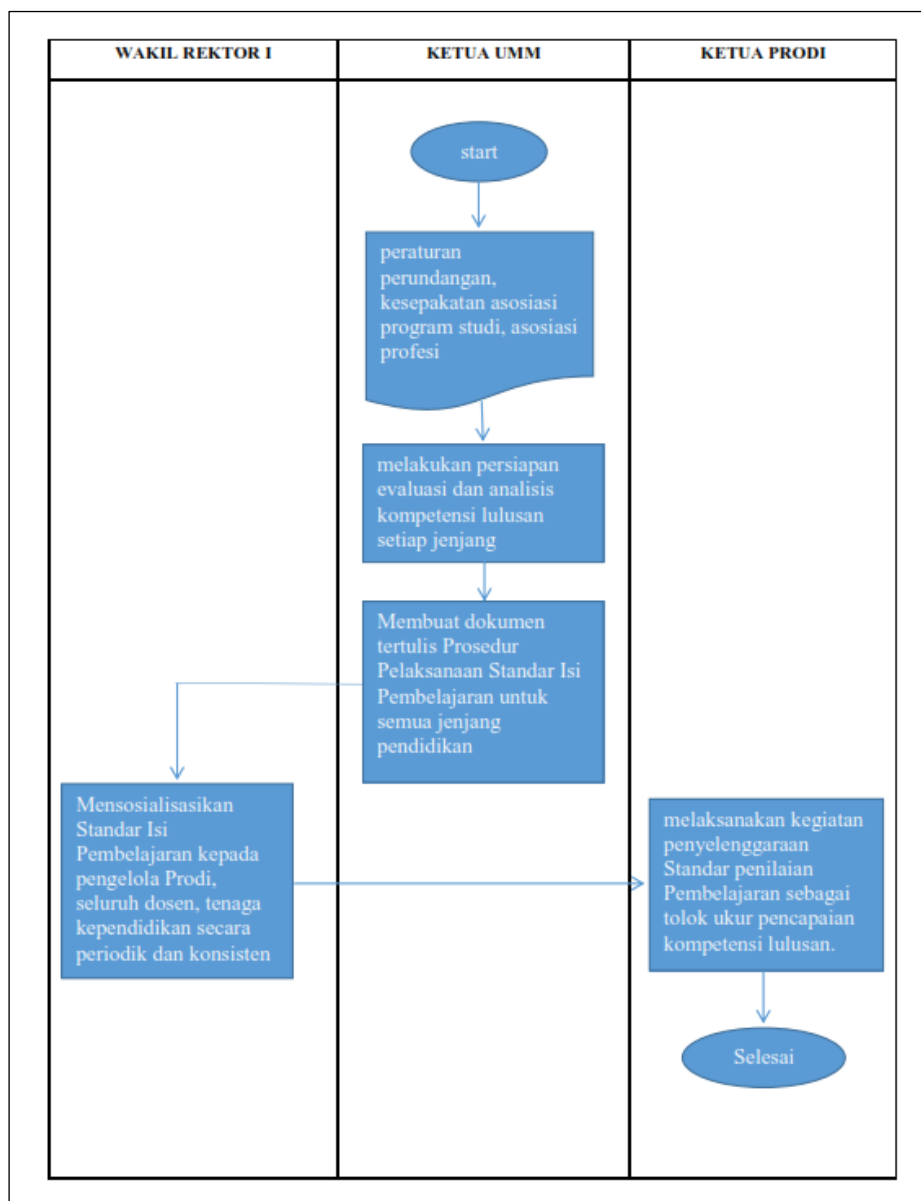 WAKIL REKTOR I
KETUA UMM
KETUA PRODI
start
peraturan
perundangan,
kesepakatan asosiasi
program studi, asosiasi
profesi
melakukan persiapan
evaluasi dan analisis
kompetensi lulusan
setiap jenjang
Membuat dokumen
tertulis Prosedur
Pelaksanaan Standar Isi
Pembelajaran untuk
semua jenjang
pendidikan
Mensosialisasikan
Standar Isi
Pembelajaran kepada
pengelola Prodi,
seluruh dosen, tenaga
kependidikan secara
periodik dan konsisten
melaksanakan kegiatan
penyelenggaraan
Standar penilaian
Pembelajaran sebagai
tolok ukur pencapaian
kompetensi lulusan.
Selesai